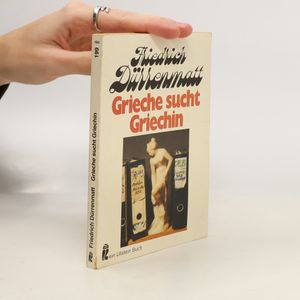 Friedrich
Dürrenmatt
Grieche sucht
Griechin
ein Ullstein Buch
Friedrich Dürrenmatt Grieche sucht Griechin
199